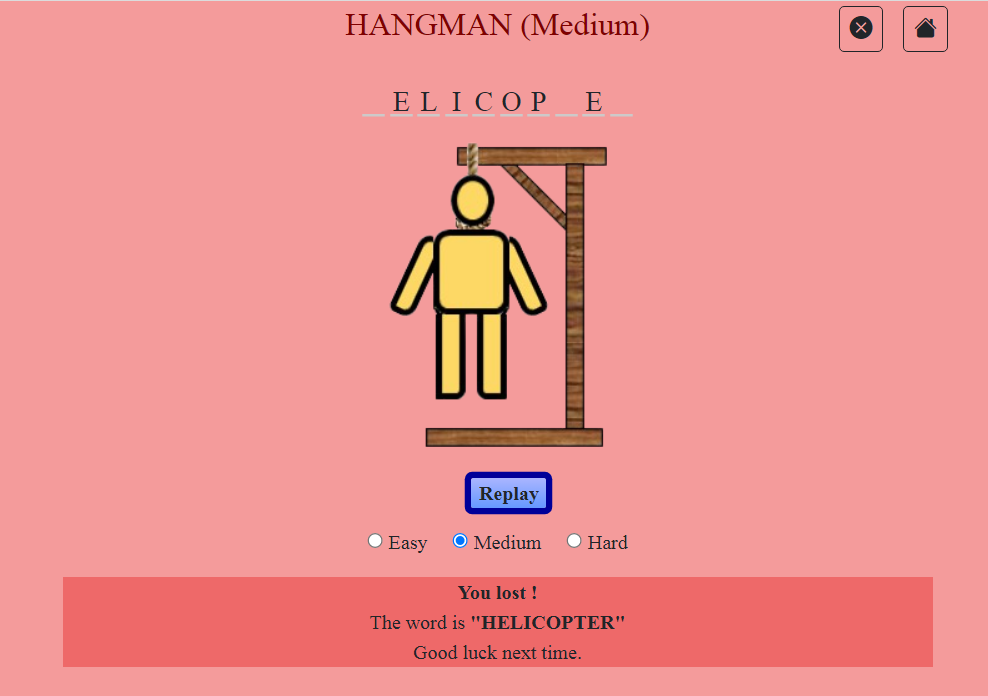 HANGMAN (Medium)
_ E L I C O P _ E _
Replay
Easy Medium Hard
You lost !
The word is "HELICOPTER"
Good luck next time.